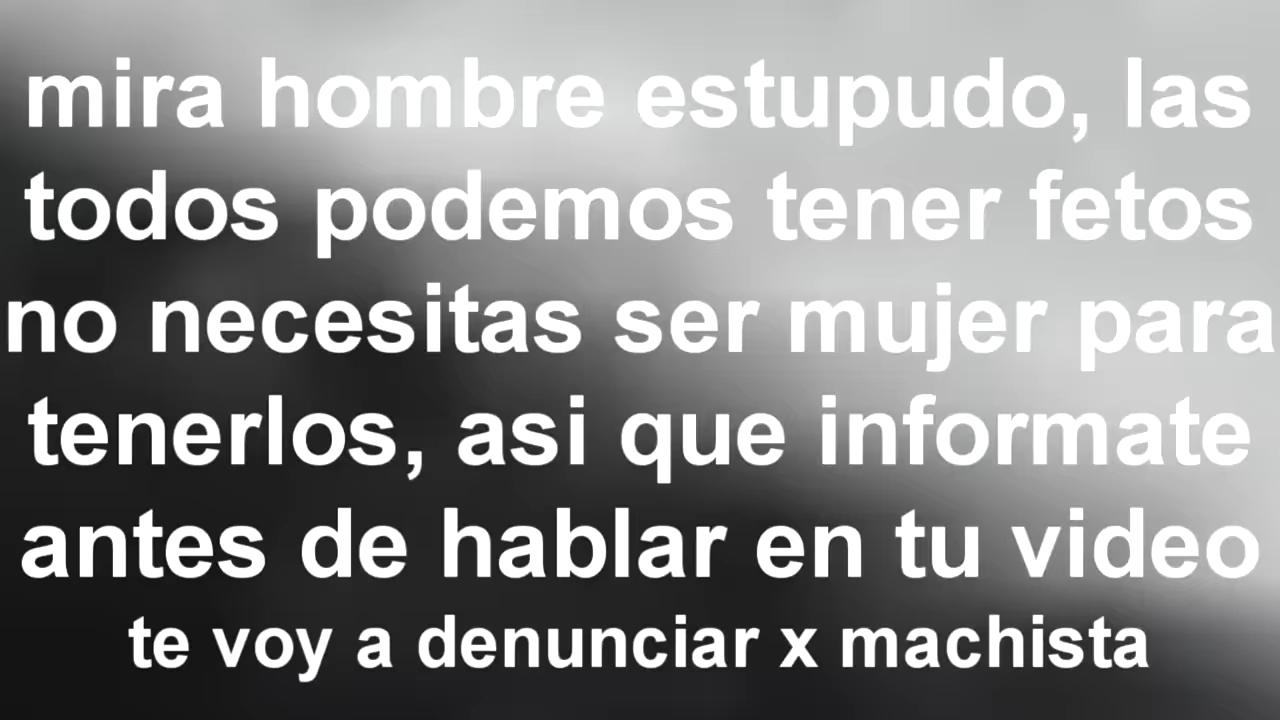 mira hombre estupudo, las
todos podemos tener fetos
no necesitas ser mujer para
tenerlos, asi que informate
antes de hablar en tu video
te voy a denunciar x machista